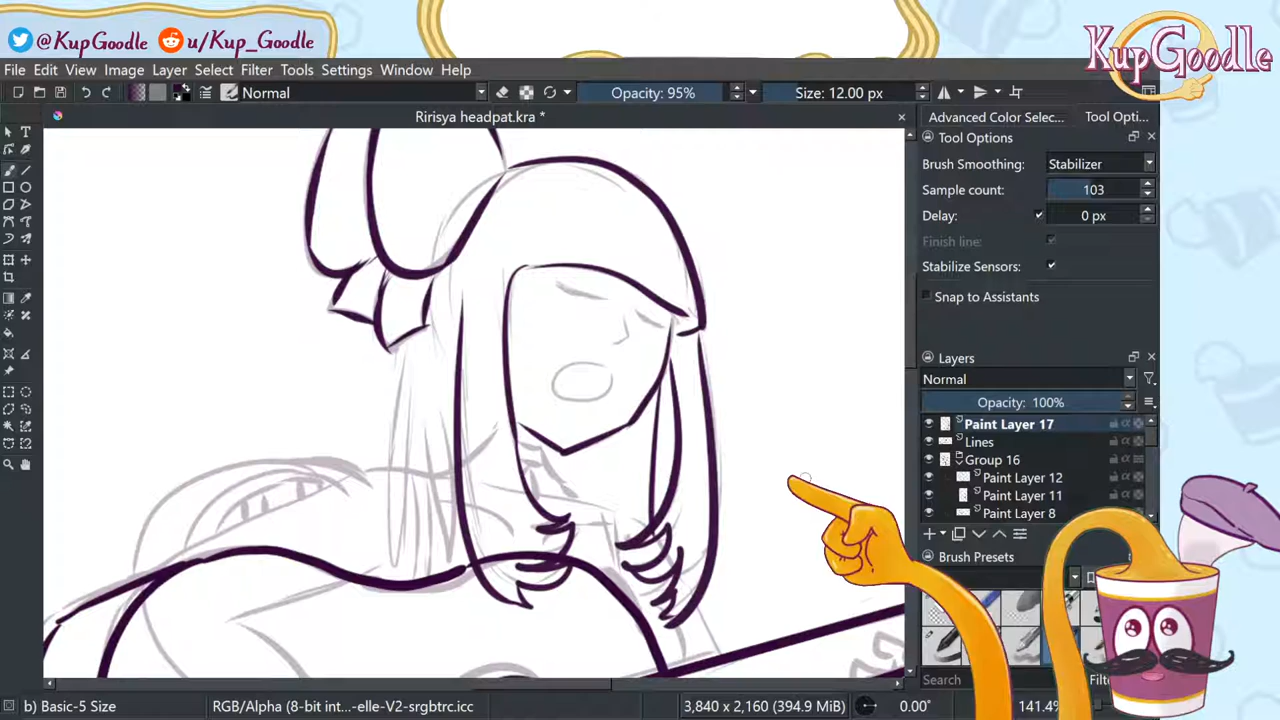 @KupGoodle u/Kup_Goodle
KupGoodle
File Edit View Image Layer Select Filter Tools Settings Window Help
Normal Opacity: 95% Size: 12.00 px
Ririsya headpat.kra *
Advanced Color Selec... Tool Opti...
Tool Options
Brush Smoothing: Stabilizer
Sample count: 103
Delay: 0 px
Finish line:
Stabilize Sensors:
Snap to Assistants
Layers
Normal
Opacity: 100%
Paint Layer 17
Lines
Group 16
Paint Layer 12
Paint Layer 11
Paint Layer 8
Brush Presets
Search
b) Basic-5 Size RGB/Alpha (8-bit int...-elle-V2-srgbtrc.icc 3,840 x 2,160 (394.9 MiB) 0.00° 141.4%